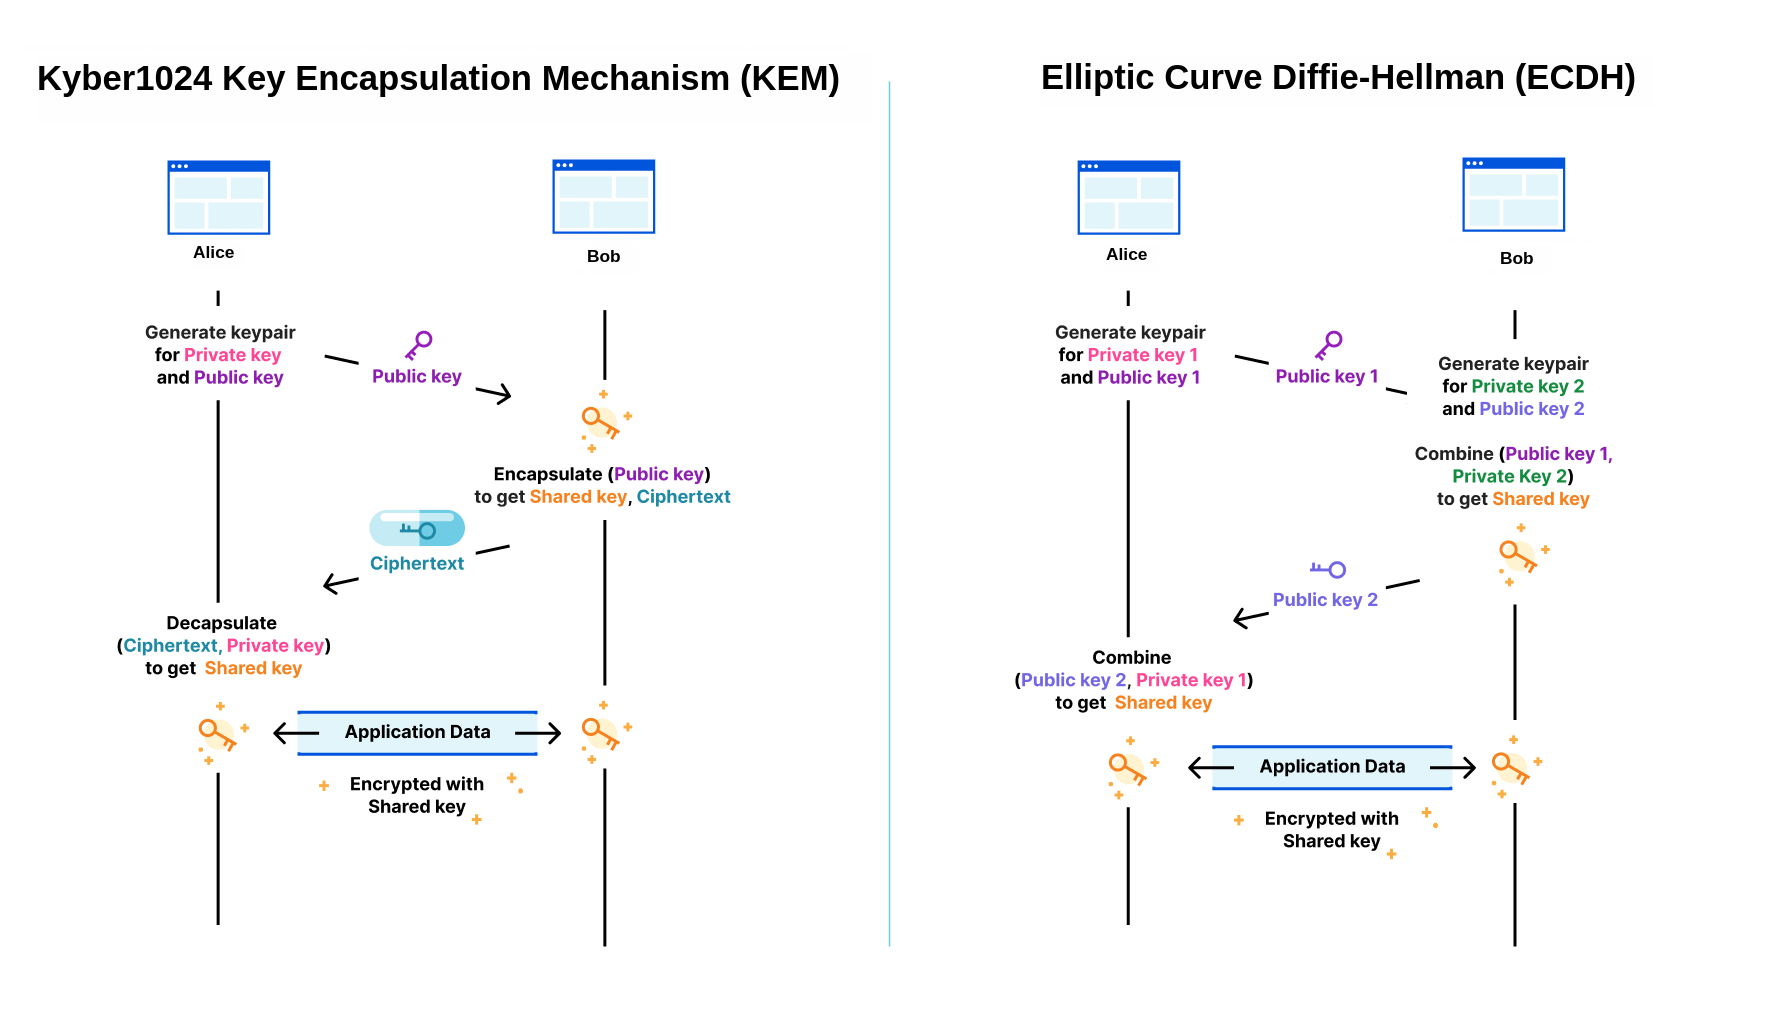 Kyber1024 Key Encapsulation Mechanism (KEM)
Alice
Bob
Generate keypair
for Private key
and Public key
Public key
Encapsulate (Public key)
to get Shared key, Ciphertext
Ciphertext
Decapsulate
(Ciphertext, Private key)
to get Shared key
Application Data
Encrypted with
Shared key
Elliptic Curve Diffie-Hellman (ECDH)
Alice
Bob
Generate keypair
for Private key 1
and Public key 1
Public key 1
Generate keypair
for Private key 2
and Public key 2
Combine (Public key 1,
Private Key 2)
to get Shared key
Public key 2
Combine
(Public key 2, Private key 1)
to get Shared key
Application Data
Encrypted with
Shared key